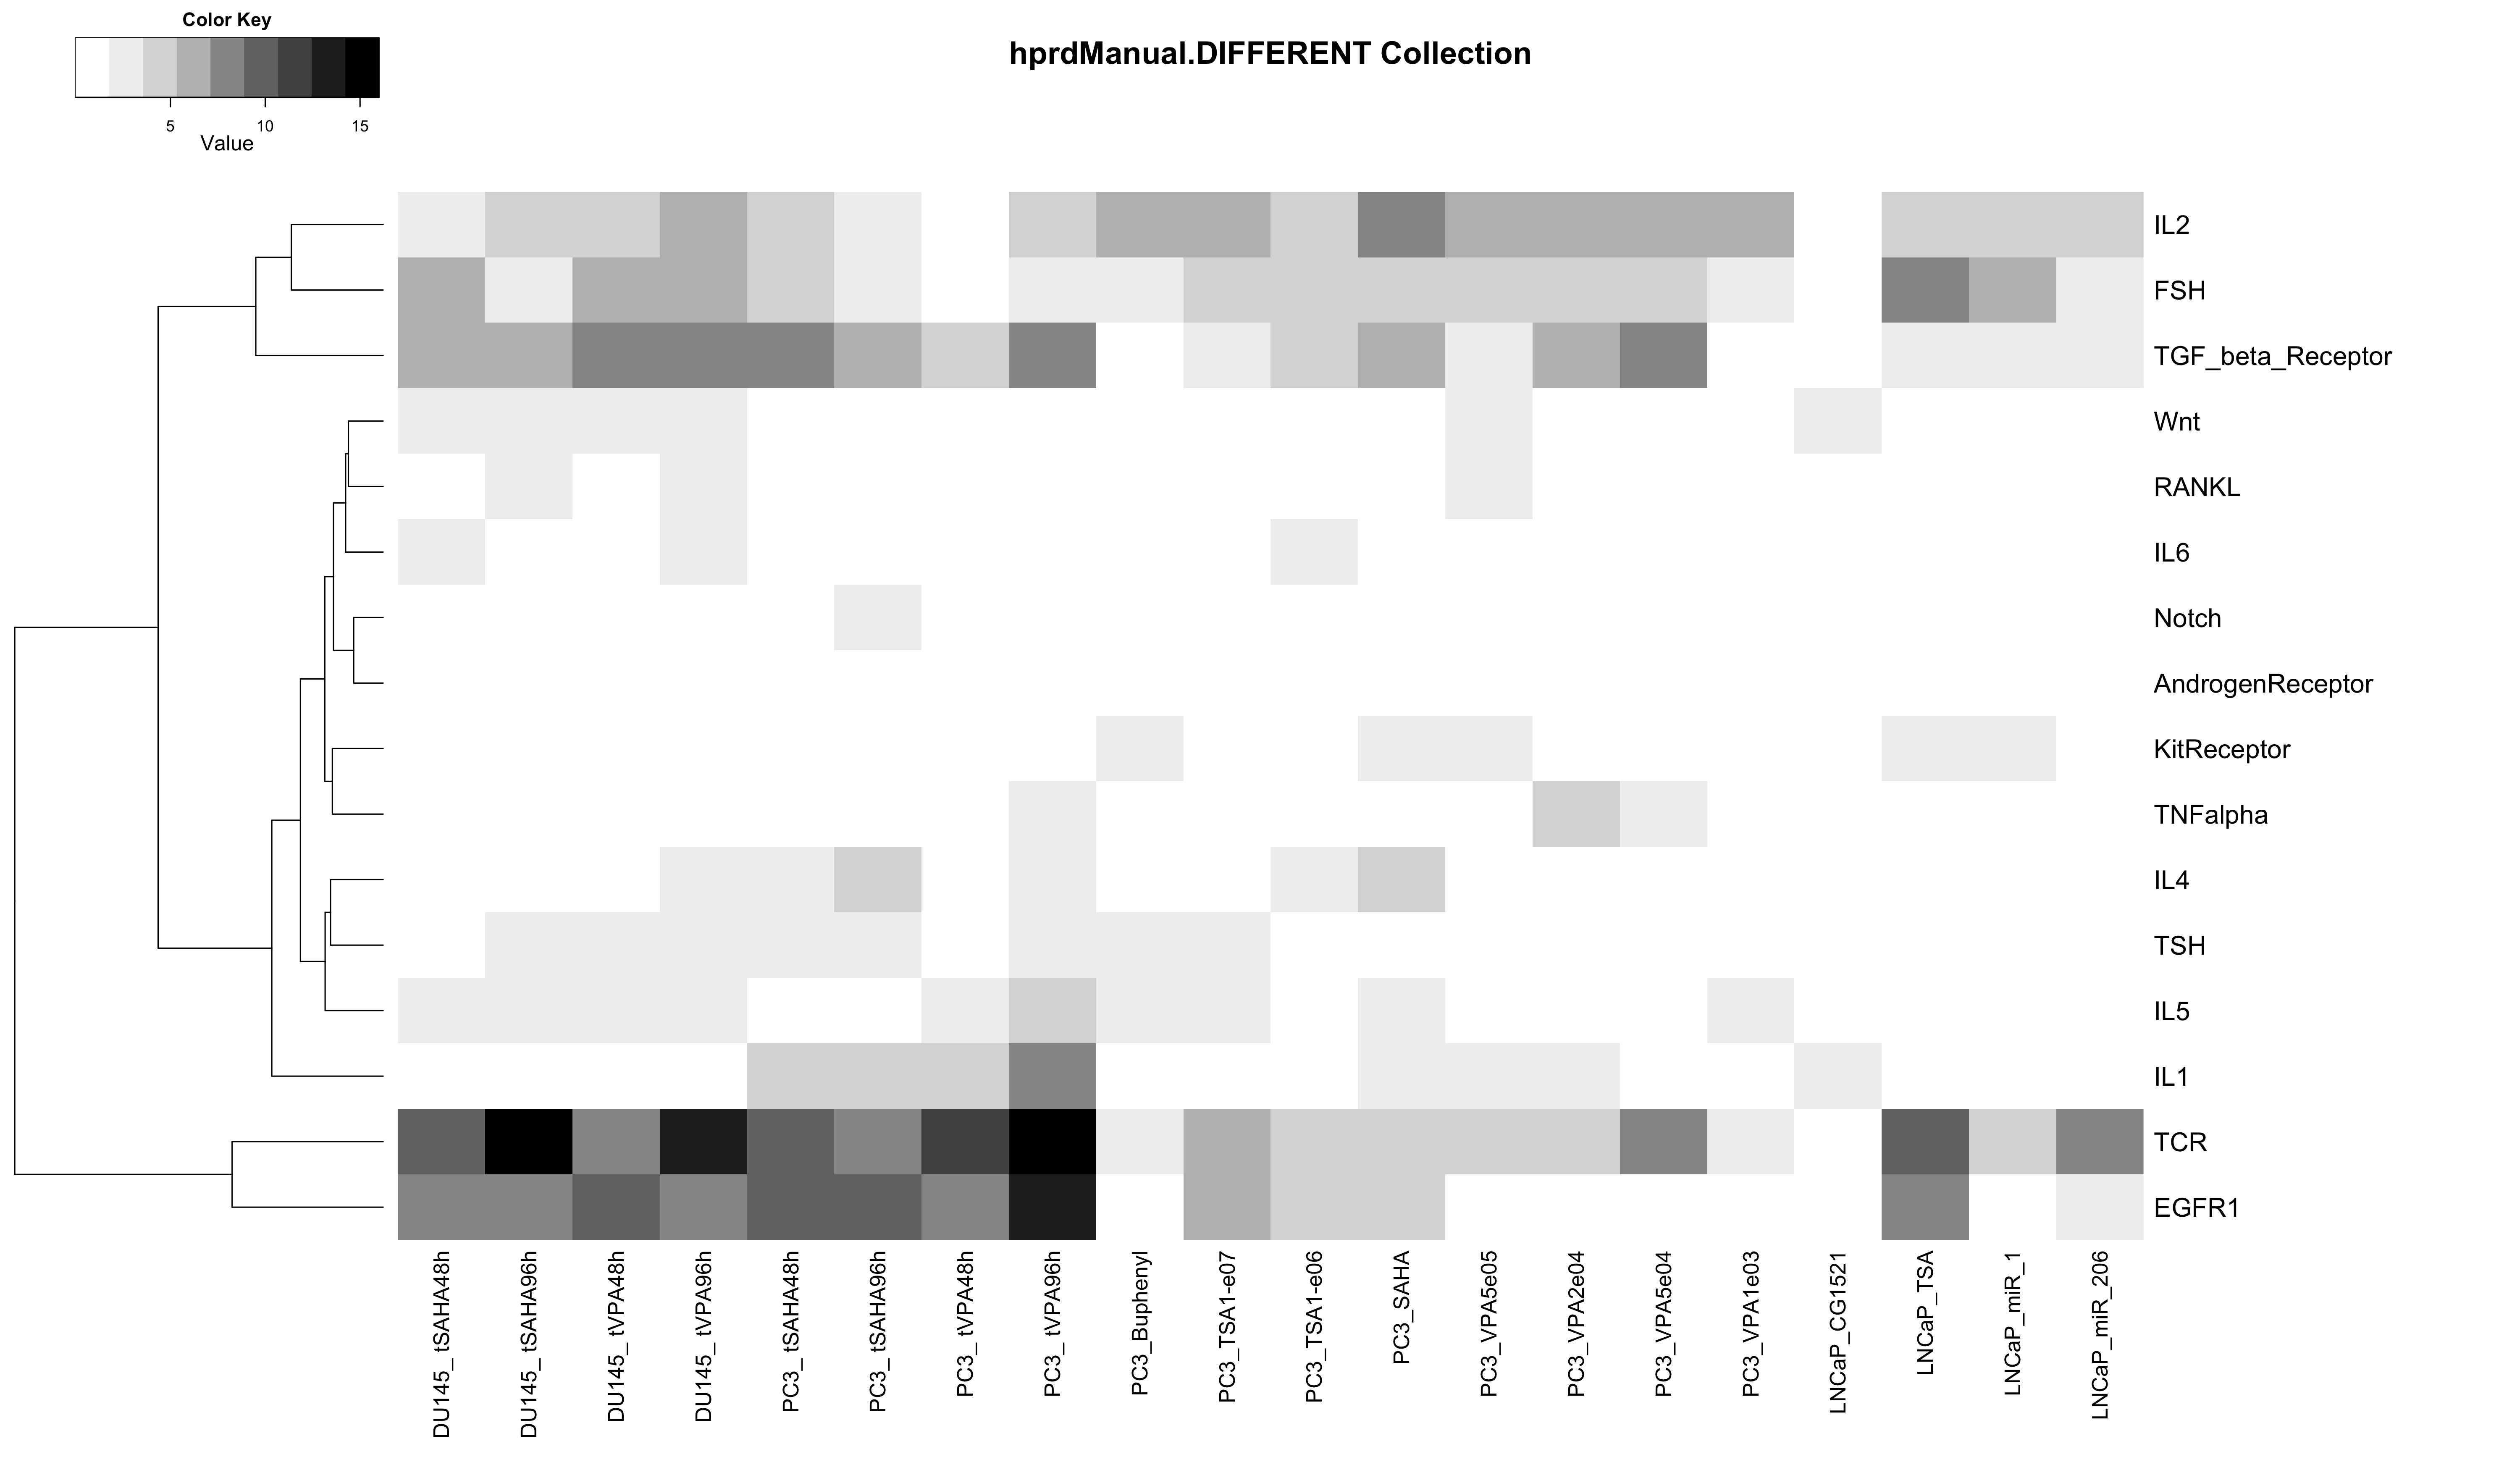 Color Key
5 10 15
Value
hprdManual.DIFFERENT Collection
IL2
FSH
TGF_beta_Receptor
Wnt
RANKL
IL6
Notch
AndrogenReceptor
KitReceptor
TNFalpha
IL4
TSH
IL5
IL1
TCR
EGFR1
DU145_ tSAHA48h
DU145_ tSAHA96h
DU145_ tVPA48h
DU145_ tVPA96h
PC3_ tSAHA48h
PC3_ tSAHA96h
PC3_ tVPA48h
PC3_ tVPA96h
PC3_Buphenyl
PC3_TSA1-e07
PC3_TSA1-e06
PC3_SAHA
PC3_VPA5e05
PC3_VPA2e04
PC3_VPA5e04
PC3_VPA1e03
LNCaP_CG1521
LNCaP_TSA
LNCaP_miR_1
LNCaP_miR_206